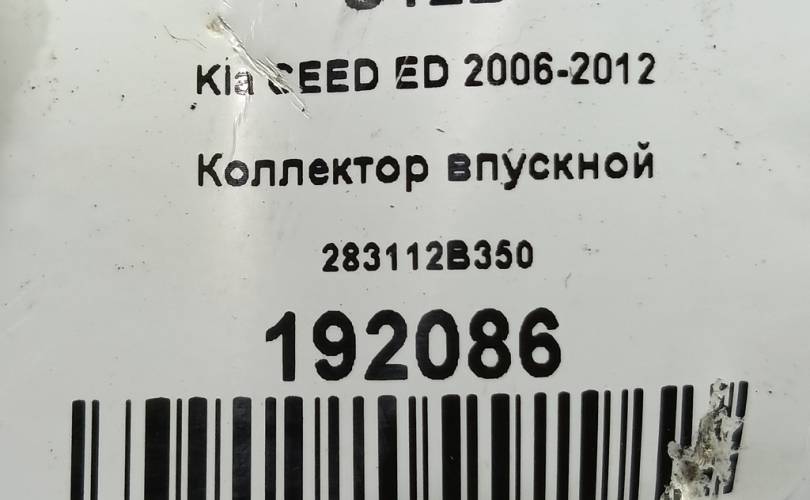 Kia CEED ED 2006-2012
Коллектор впускной
283112B350
192086